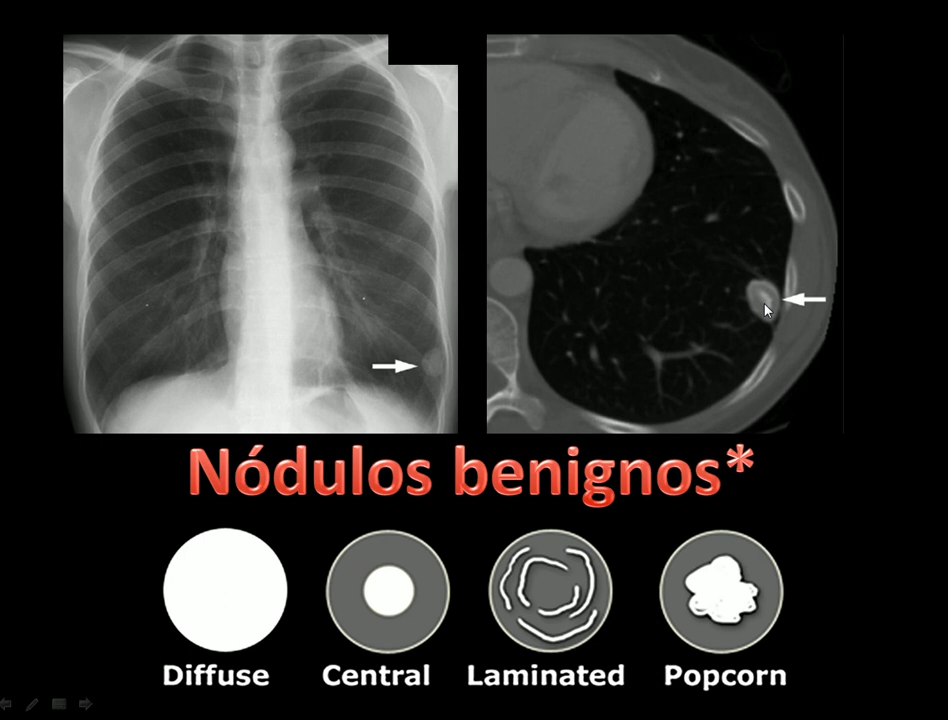 Nódulos benignos*
Diffuse
Central
Laminated
Popcorn